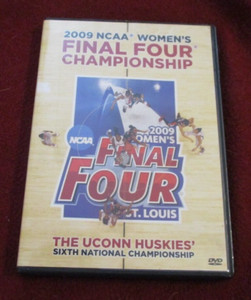 2009 NCAA® WOMEN'S
FINAL FOUR®
CHAMPIONSHIP
NCAA
2009
WOMEN'S
FINAL
FOUR
ST. LOUIS
THE UCONN HUSKIES'
SIXTH NATIONAL CHAMPIONSHIP
DVD